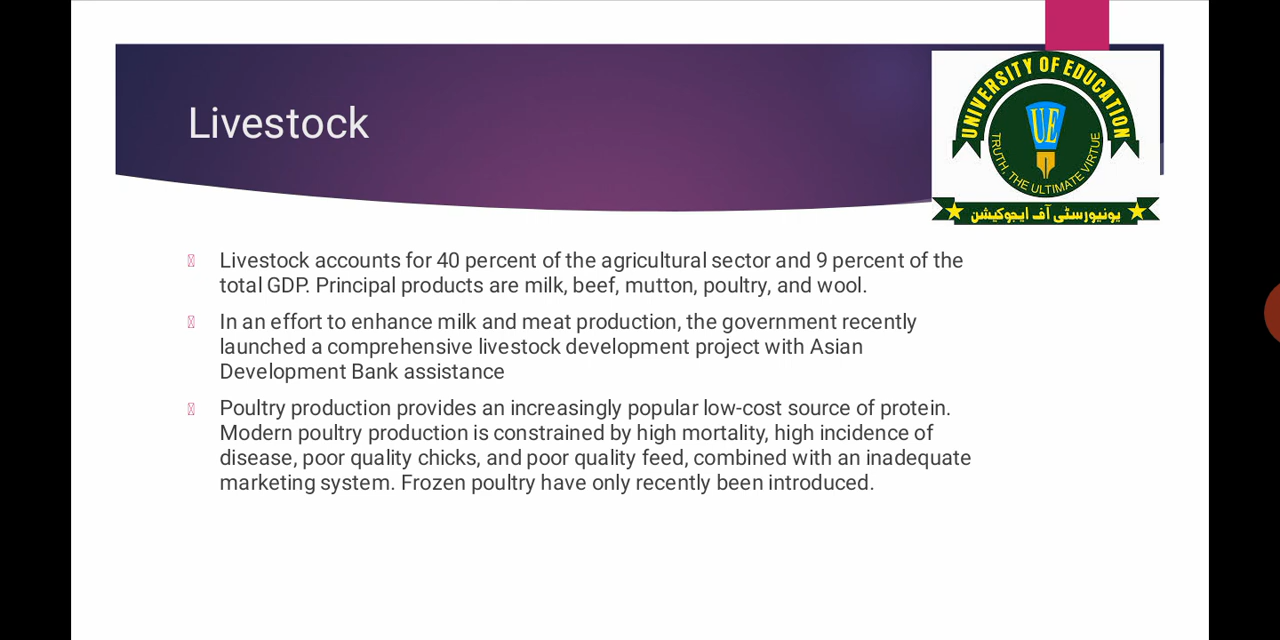 Livestock
UNIVERSITY OF EDUCATION
UE
TRUTH, THE ULTIMATE VIRTUE
یونیورسٹی آف ایجوکیشن
Livestock accounts for 40 percent of the agricultural sector and 9 percent of the
total GDP. Principal products are milk, beef, mutton, poultry, and wool.
In an effort to enhance milk and meat production, the government recently
launched a comprehensive livestock development project with Asian
Development Bank assistance
Poultry production provides an increasingly popular low-cost source of protein.
Modern poultry production is constrained by high mortality, high incidence of
disease, poor quality chicks, and poor quality feed, combined with an inadequate
marketing system. Frozen poultry have only recently been introduced.